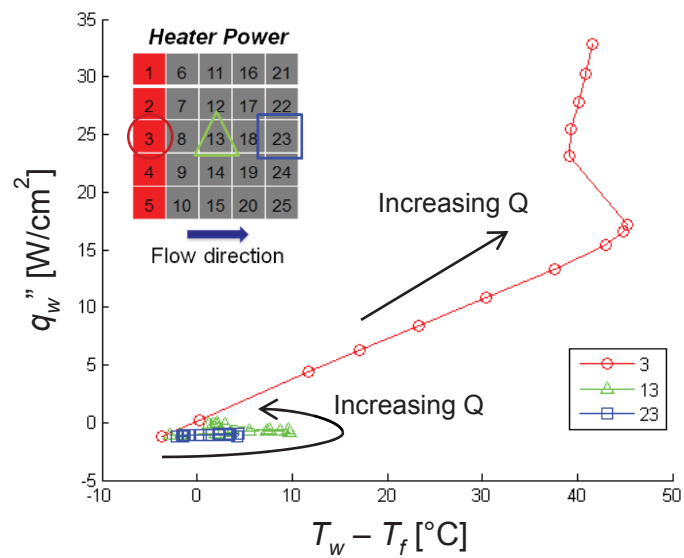 Heater Power
1 6 11 16 21
2 7 12 17 22
3 8 13 18 23
4 9 14 19 24
5 10 15 20 25
Flow direction
Increasing Q
Increasing Q
3
13
23
35
30
25
20
15
10
5
0
-5
-10 0 10 20 30 40 50
q_w” [W/cm²]
T_w – T_f [°C]